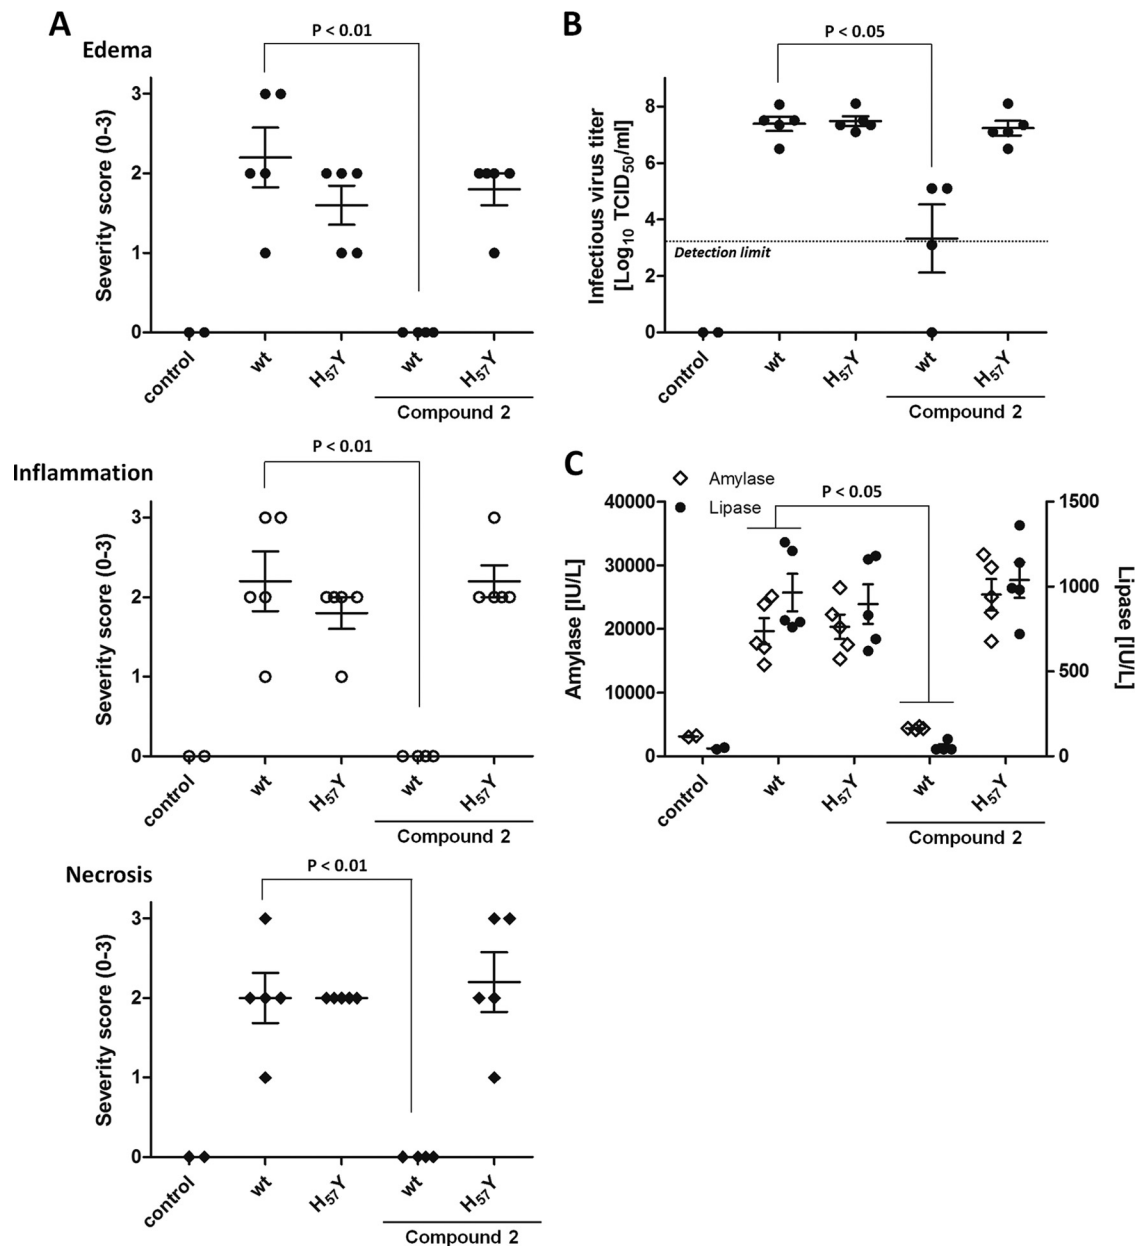 A
Edema
P < 0.01
Severity score (0-3)
3
2
1
0
control
wt
H57Y
wt
H57Y
Compound 2
Inflammation
P < 0.01
Severity score (0-3)
3
2
1
0
control
wt
H57Y
wt
H57Y
Compound 2
Necrosis
P < 0.01
Severity score (0-3)
3
2
1
0
control
wt
H57Y
wt
H57Y
Compound 2
B
P < 0.05
Infectious virus titer
[Log10 TCID50/ml]
8
6
4
2
0
Detection limit
control
wt
H57Y
wt
H57Y
Compound 2
C
Amylase
Lipase
P < 0.05
Amylase [IU/L]
40000
30000
20000
10000
0
1500
1000
500
0
Lipase [IU/L]
control
wt
H57Y
wt
H57Y
Compound 2